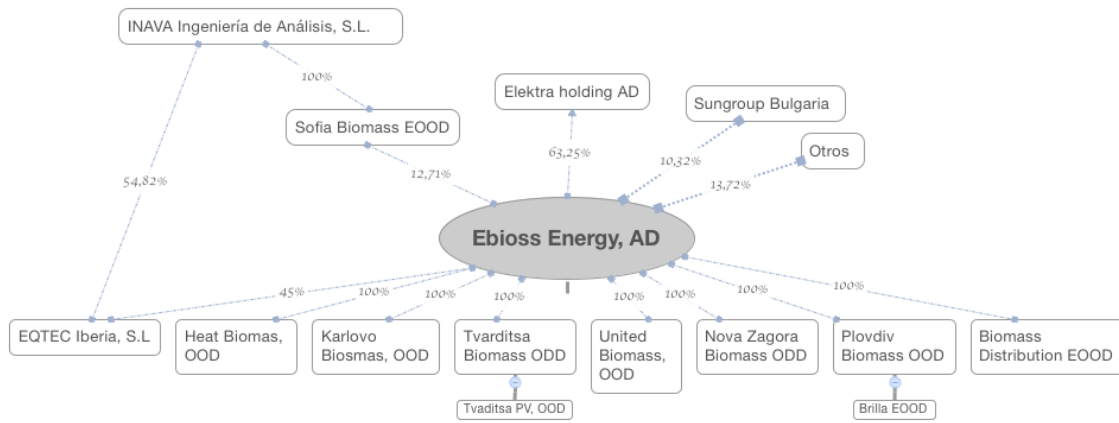 INAVA Ingeniería de Análisis, S.L.
100%
Elektra holding AD
Sungroup Bulgaria
Sofia Biomass EOOD
Otros
63,25%
10,32%
12,71%
54,82%
13,72%
Ebioss Energy, AD
45%
100%
100%
100%
100%
100%
100%
100%
EQTEC Iberia, S.L
Heat Biomas,
OOD
Karlovo
Biosmas, OOD
Tvarditsa
Biomass ODD
United
Biomass,
OOD
Nova Zagora
Biomass ODD
Plovdiv
Biomass OOD
Biomass
Distribution EOOD
Tvaditsa PV, OOD
Brilla EOOD